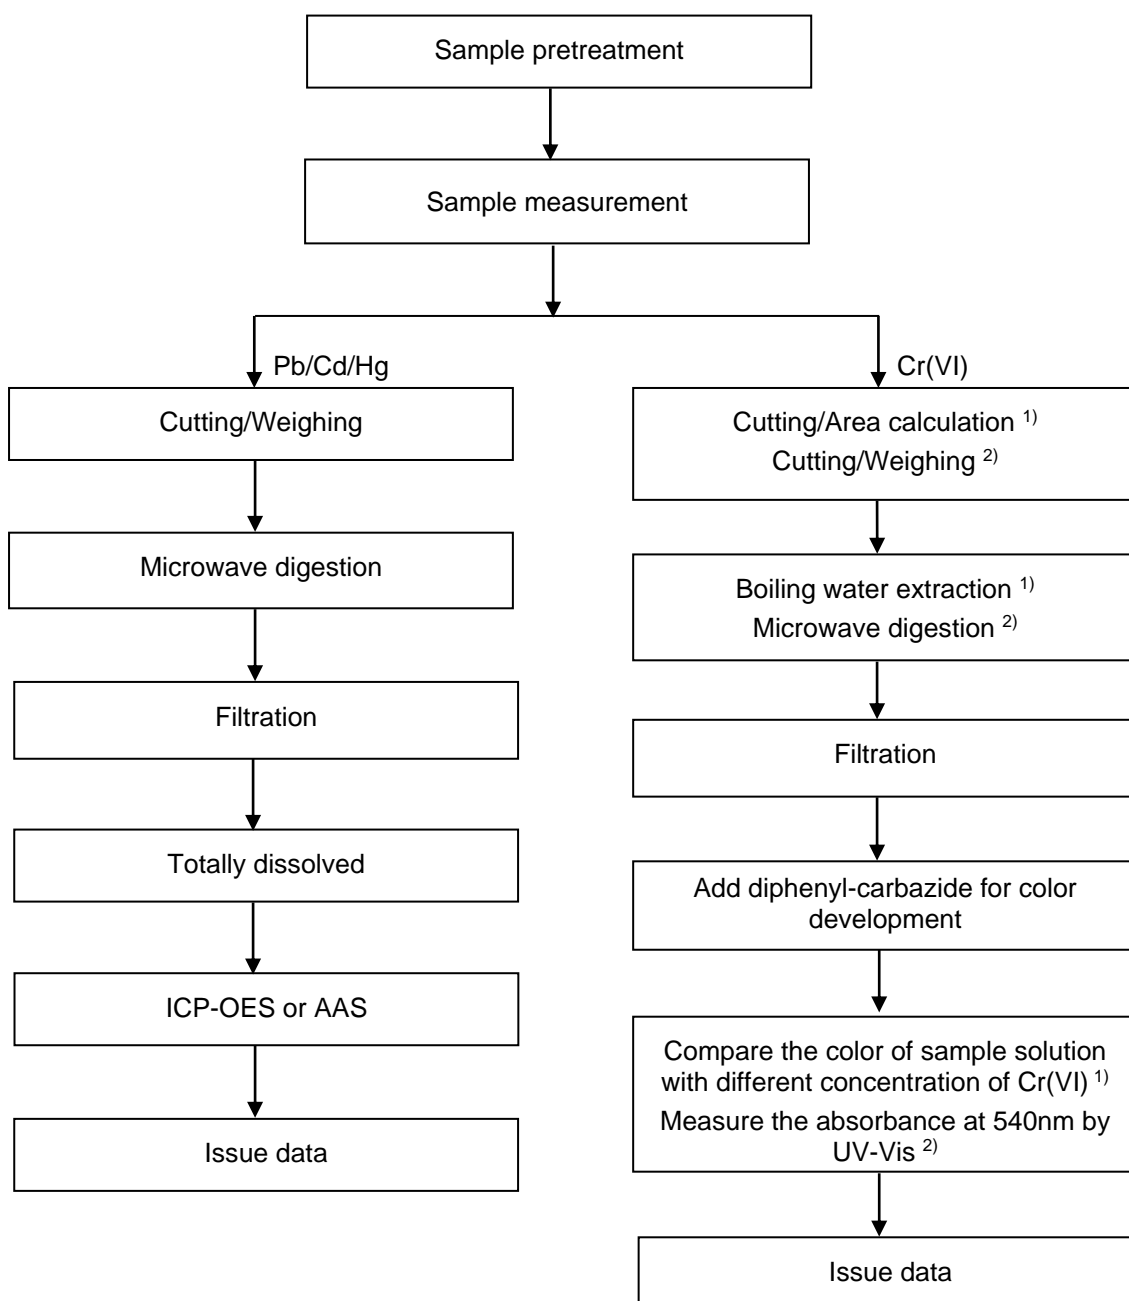 Sample pretreatment
Sample measurement
Pb/Cd/Hg
Cutting/Weighing
Microwave digestion
Filtration
Totally dissolved
ICP-OES or AAS
Issue data
Cr(VI)
Cutting/Area calculation 1)
Cutting/Weighing 2)
Boiling water extraction 1)
Microwave digestion 2)
Filtration
Add diphenyl-carbazide for color
development
Compare the color of sample solution
with different concentration of Cr(VI) 1)
Measure the absorbance at 540nm by
UV-Vis 2)
Issue data